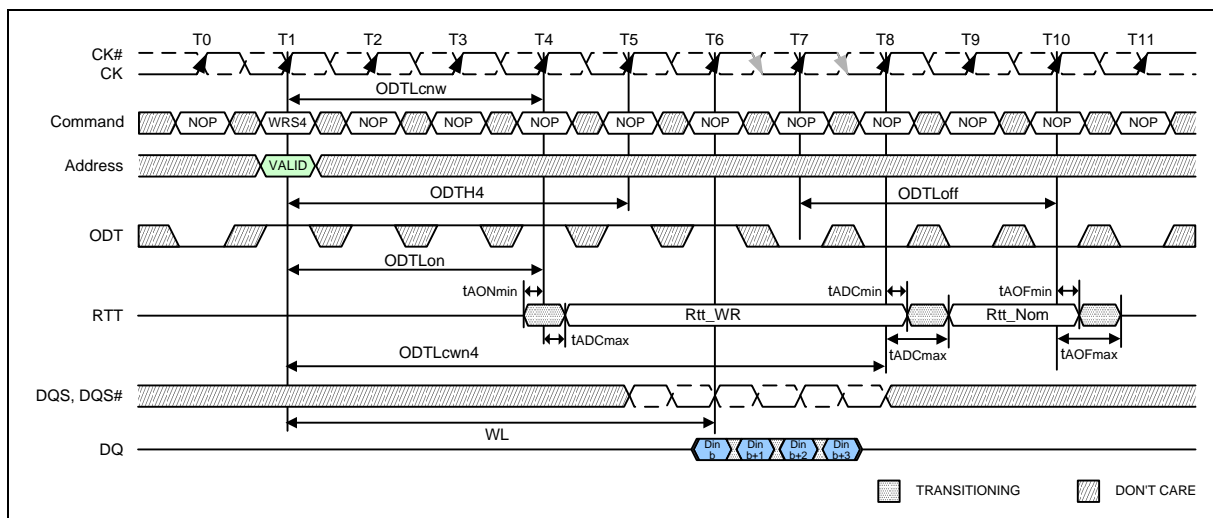 T0 T1 T2 T3 T4 T5 T6 T7 T8 T9 T10 T11
CK#
CK
ODTLcnw
Command NOP WRS4 NOP NOP NOP NOP NOP NOP NOP NOP NOP NOP
Address VALID
ODTH4 ODTLoff
ODT
ODTLon
tAONmin tADCmin tAOFmin
RTT Rtt_WR Rtt_Nom
tADCmax tADCmax tAOFmax
ODTLcwn4
DQS, DQS#
WL
DQ Din b Din b+1 Din b+2 Din b+3
TRANSITIONING DON'T CARE